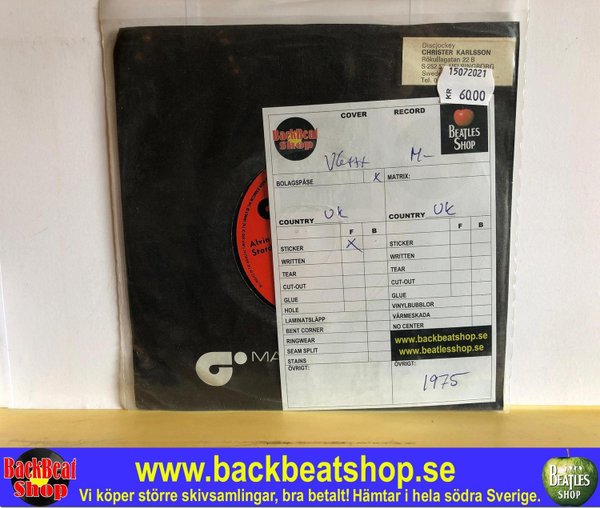 Discjockey
CHRISTER KARLSSON
Rökullagatan 22 B
15072021
KR 60.00
COVER RECORD
BackBeat Shop
BEATLES SHOP
VG+++ M-
BOLAGSPÅSE X MATRIX:
COUNTRY UK COUNTRY UK
F B F B
STICKER X STICKER
WRITTEN WRITTEN
TEAR TEAR
CUT-OUT CUT-OUT
GLUE GLUE
HOLE VINYLBUBBLOR
LAMINATSLÄPP VÄRMESKADA
BENT CORNER NO CENTER
RINGWEAR www.backbeatshop.se
SEAM SPLIT www.beatlesshop.se
STAINS
ÖVRIGT: ÖVRIGT:
1975
Alvin
MA
BackBeat Shop
www.backbeatshop.se
Vi köper större skivsamlingar, bra betalt! Hämtar i hela södra Sverige.
BEATLES SHOP